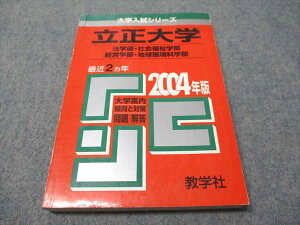 大学入試シリーズ
立正大学
法学部・社会福祉学部
経営学部・地球環境科学部
最近2ヵ年
2004年版
大学案内
傾向と対策
問題／解答
教学社